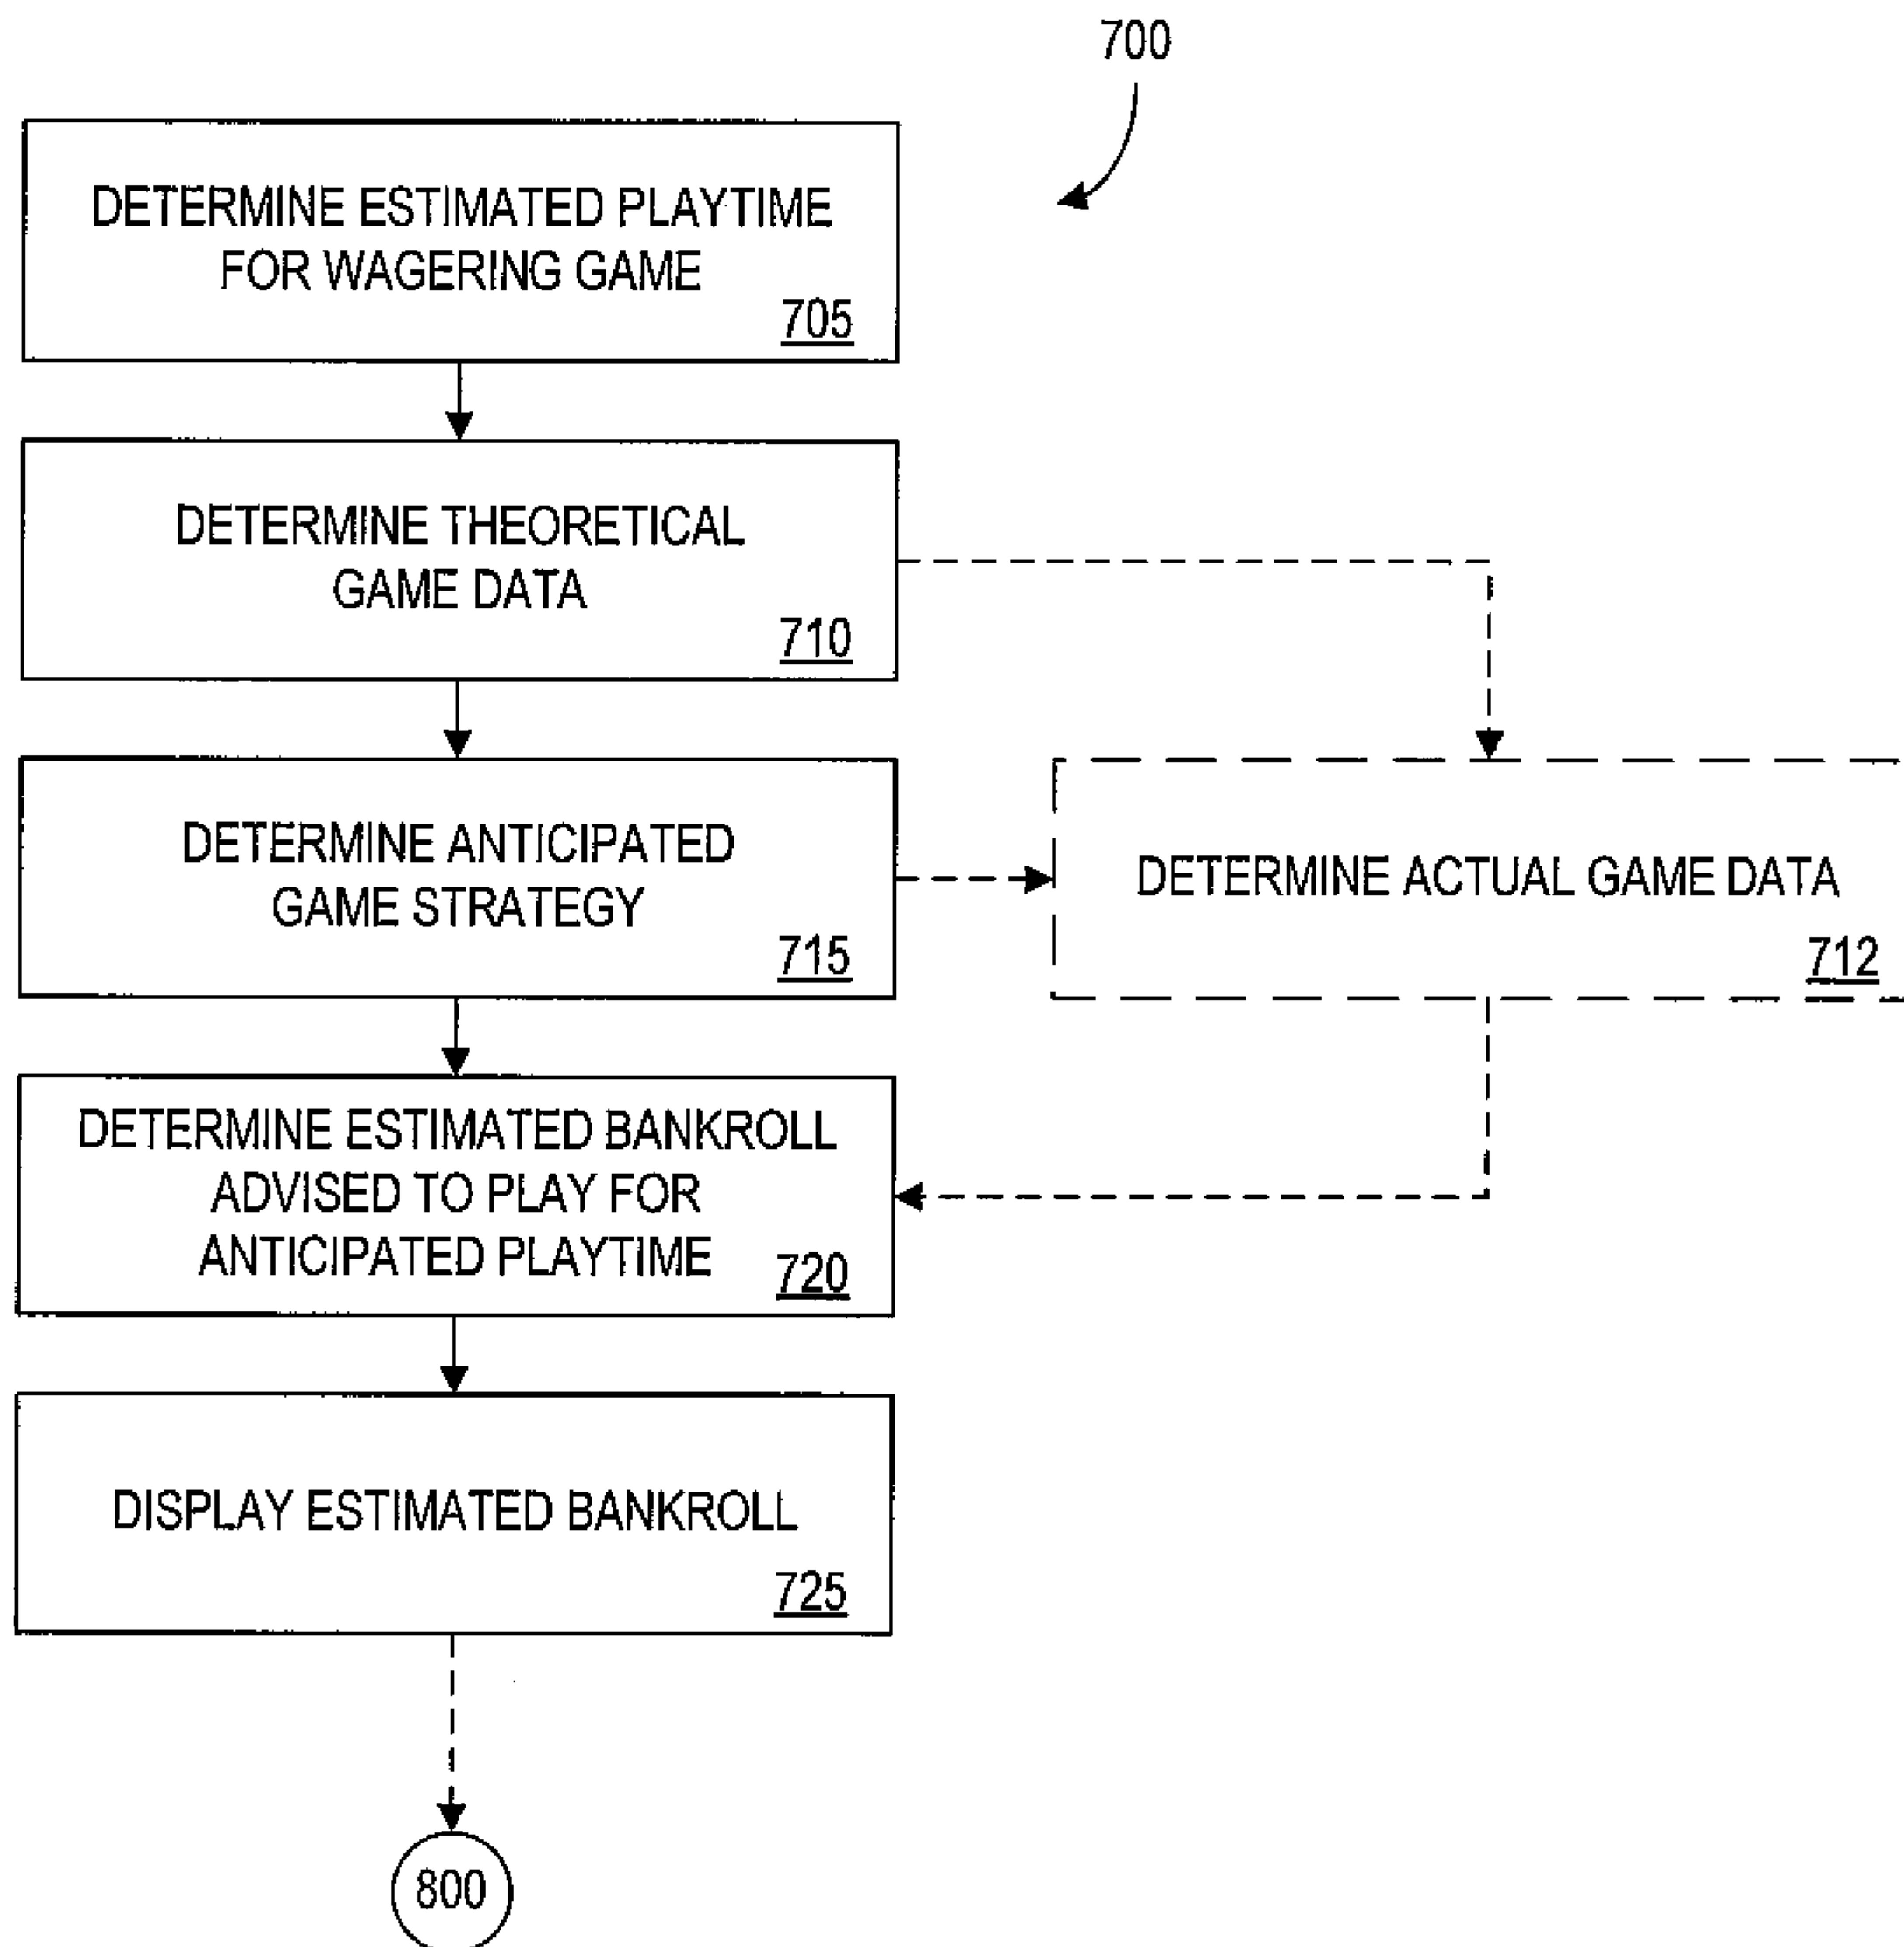 700
DETERMINE ESTIMATED PLAYTIME
FOR WAGERING GAME
705
DETERMINE THEORETICAL
GAME DATA
710
DETERMINE ANTICIPATED
GAME STRATEGY
715
DETERMINE ACTUAL GAME DATA
712
DETERMINE ESTIMATED BANKROLL
ADVISED TO PLAY FOR
ANTICIPATED PLAYTIME
720
DISPLAY ESTIMATED BANKROLL
725
800